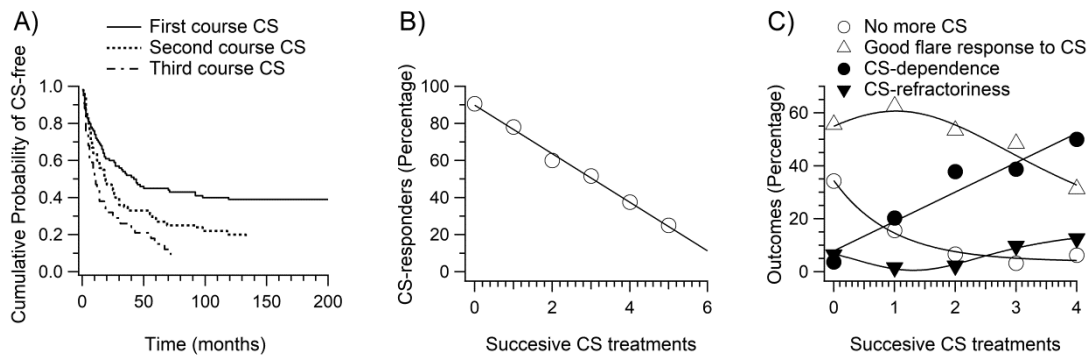 A)
First course CS
Second course CS
Third course CS
Cumulative Probability of CS-free
1.0
0.8
0.6
0.4
0.2
0.0
0 50 100 150 200
Time (months)
B)
CS-responders (Percentage)
100
80
60
40
20
0
0 2 4 6
Succesive CS treatments
C)
No more CS
Good flare response to CS
CS-dependence
CS-refractoriness
Outcomes (Percentage)
60
40
20
0
0 1 2 3 4
Succesive CS treatments